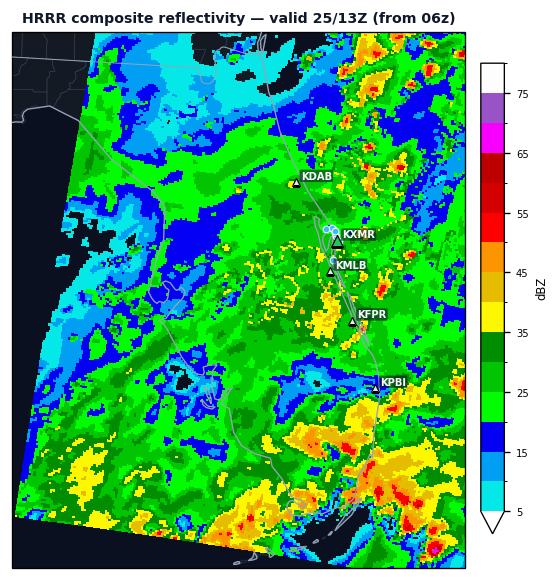 HRRR composite reflectivity — valid 25/13Z (from 06z)
KDAB
KXMR
KMLB
KFPR
KPBI
75
65
55
45
35
25
15
5
dBZ